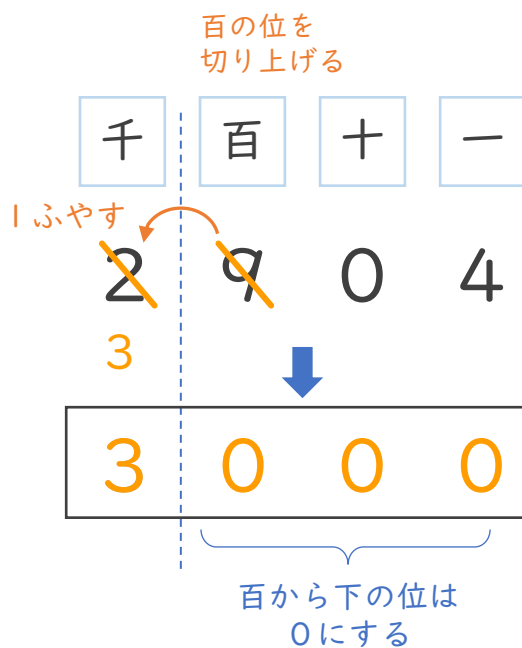 百の位を
切り上げる
千 百 十 一
1ふやす
2 9 0 4
3
3 0 0 0
百から下の位は
0にする